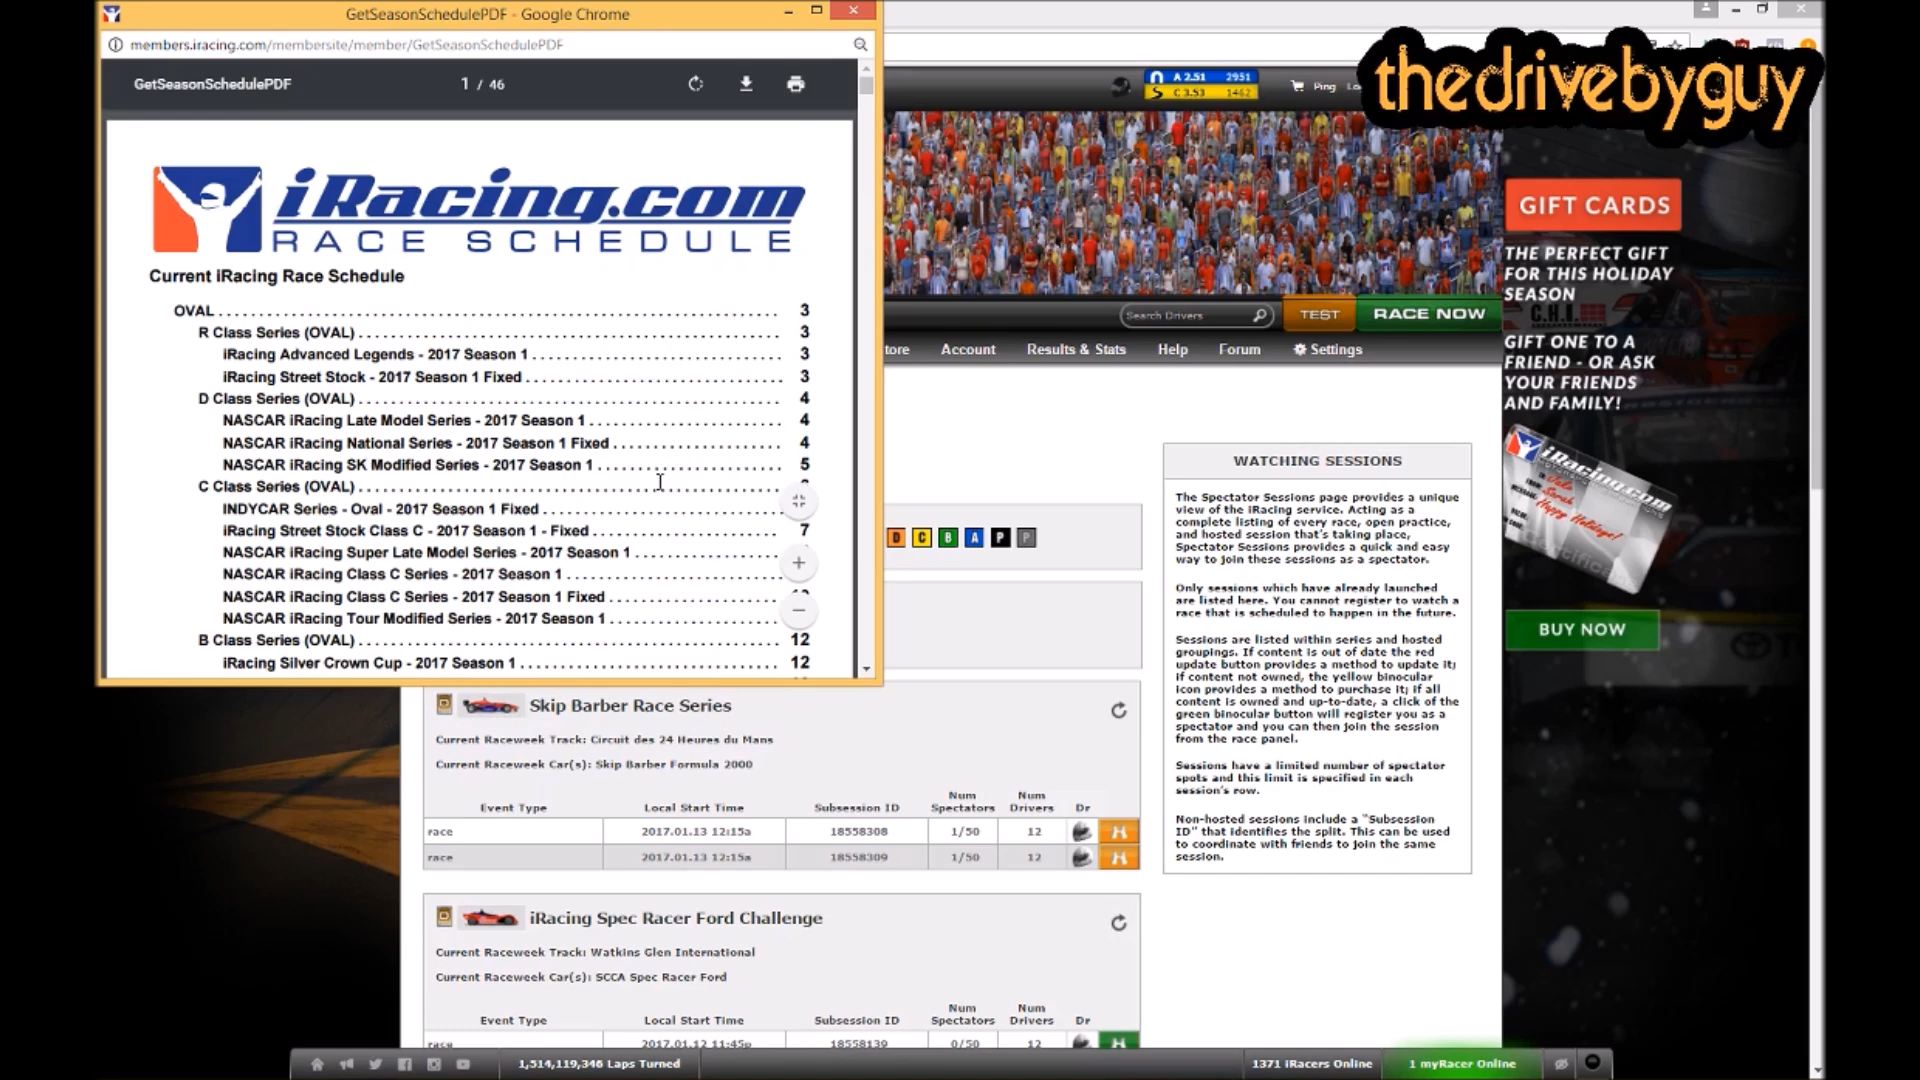 GetSeasonSchedulePDF - Google Chrome
members.iracing.com/membersite/member/GetSeasonSchedulePDF
GetSeasonSchedulePDF
1 / 46
iRacing.com
RACE SCHEDULE
Current iRacing Race Schedule
OVAL 3
R Class Series (OVAL) 3
iRacing Advanced Legends - 2017 Season 1 3
iRacing Street Stock - 2017 Season 1 Fixed 3
D Class Series (OVAL) 4
NASCAR iRacing Late Model Series - 2017 Season 1 4
NASCAR iRacing National Series - 2017 Season 1 Fixed 4
NASCAR iRacing SK Modified Series - 2017 Season 1 5
C Class Series (OVAL)
INDYCAR Series - Oval - 2017 Season 1 Fixed
iRacing Street Stock Class C - 2017 Season 1 - Fixed 7
NASCAR iRacing Super Late Model Series - 2017 Season 1
NASCAR iRacing Class C Series - 2017 Season 1
NASCAR iRacing Class C Series - 2017 Season 1 Fixed
NASCAR iRacing Tour Modified Series - 2017 Season 1
B Class Series (OVAL) 12
iRacing Silver Crown Cup - 2017 Season 1 12
A 2.51 2951
C 3.53 1462
Ping
thedrivebyguy
Search Drivers
TEST
RACE NOW
tore Account Results & Stats Help Forum Settings
D C B A P P
WATCHING SESSIONS
The Spectator Sessions page provides a unique
view of the iRacing service. Acting as a
complete listing of every race, open practice,
and hosted session that's taking place,
Spectator Sessions provides a quick and easy
way to join these sessions as a spectator.
Only sessions which have already launched
are listed here. You cannot register to watch a
race that is scheduled to happen in the future.
Sessions are listed within series and hosted
groupings. If content is out of date the red
update button provides a method to update it;
if content not owned, the yellow binocular
icon provides a method to purchase it; if all
content is owned and up-to-date, a click of the
green binocular button will register you as a
spectator and you can then join the session
from the race panel.
Sessions have a limited number of spectator
spots and this limit is specified in each
session's row.
Non-hosted sessions include a "Subsession
ID" that identifies the split. This can be used
to coordinate with friends to join the same
session.
GIFT CARDS
THE PERFECT GIFT
FOR THIS HOLIDAY
SEASON
GIFT ONE TO A
FRIEND - OR ASK
YOUR FRIENDS
AND FAMILY!
iRacing.com
Happy Holidays!
BUY NOW
D Skip Barber Race Series
Current Raceweek Track: Circuit des 24 Heures du Mans
Current Raceweek Car(s): Skip Barber Formula 2000
Event Type Local Start Time Subsession ID Num Spectators Num Drivers Dr
race 2017.01.13 12:15a 18558308 1/50 12
race 2017.01.13 12:15a 18558309 1/50 12
D iRacing Spec Racer Ford Challenge
Current Raceweek Track: Watkins Glen International
Current Raceweek Car(s): SCCA Spec Racer Ford
Event Type Local Start Time Subsession ID Num Spectators Num Drivers Dr
race 2017.01.12 11:45p 18558139 0/50 12
1,514,119,346 Laps Turned
1371 iRacers Online
1 myRacer Online